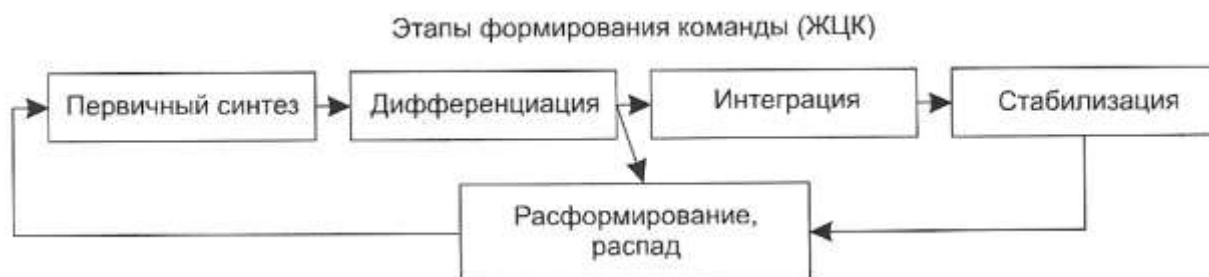 Этапы формирования команды (ЖЦК)
Первичный синтез
Дифференциация
Интеграция
Стабилизация
Расформирование,
распад